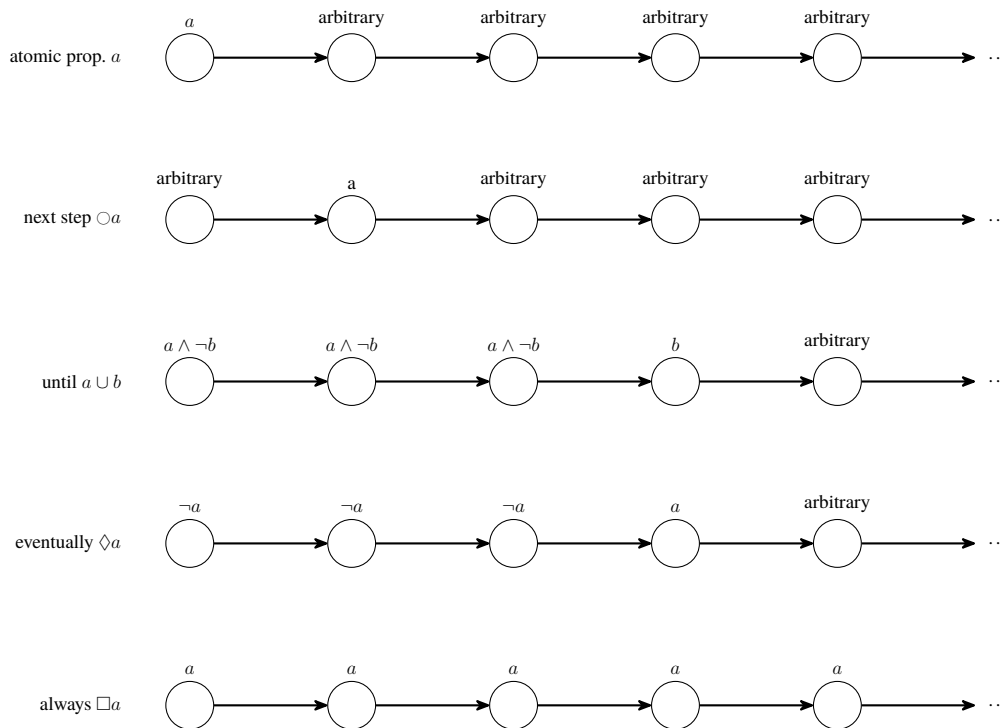 a arbitrary arbitrary arbitrary arbitrary
atomic prop. a ··
arbitrary a arbitrary arbitrary arbitrary
next step ○a ··
a ∧ ¬b a ∧ ¬b a ∧ ¬b b arbitrary
until a ∪ b ··
¬a ¬a ¬a a arbitrary
eventually ◊a ··
a a a a a
always □a ··